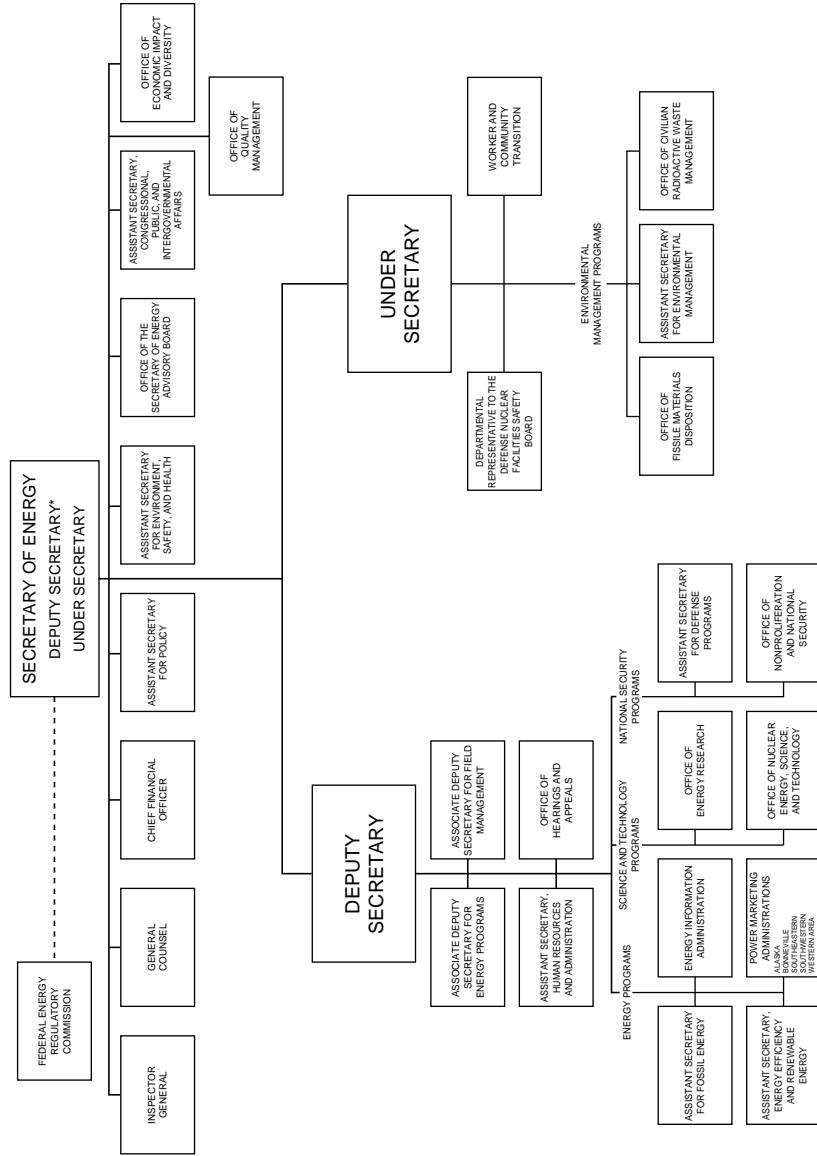 SECRETARY OF ENERGY
DEPUTY SECRETARY*
UNDER SECRETARY
FEDERAL ENERGY
REGULATORY
COMMISSION
INSPECTOR
GENERAL
GENERAL
COUNSEL
CHIEF FINANCIAL
OFFICER
ASSISTANT SECRETARY
FOR POLICY
ASSISTANT SECRETARY
FOR ENVIRONMENT,
SAFETY, AND HEALTH
OFFICE OF THE
SECRETARY OF ENERGY
ADVISORY BOARD
ASSISTANT SECRETARY,
CONGRESSIONAL,
PUBLIC, AND
INTERGOVERNMENTAL
AFFAIRS
OFFICE OF
ECONOMIC IMPACT
AND DIVERSITY
OFFICE OF
QUALITY
MANAGEMENT
DEPUTY
SECRETARY
ASSOCIATE DEPUTY
SECRETARY FOR
ENERGY PROGRAMS
ASSOCIATE DEPUTY
SECRETARY FOR FIELD
MANAGEMENT
ASSISTANT SECRETARY,
HUMAN RESOURCES
AND ADMINISTRATION
OFFICE OF
HEARINGS AND
APPEALS
ENERGY PROGRAMS
ASSISTANT SECRETARY
FOR FOSSIL ENERGY
ENERGY INFORMATION
ADMINISTRATION
ASSISTANT SECRETARY,
ENERGY EFFICIENCY
AND RENEWABLE
ENERGY
POWER MARKETING
ADMINISTRATIONS
ALASKA
BONNEVILLE
SOUTHEASTERN
SOUTHWESTERN
WESTERN AREA
SCIENCE AND TECHNOLOGY
PROGRAMS
OFFICE OF
ENERGY RESEARCH
OFFICE OF NUCLEAR
ENERGY, SCIENCE,
AND TECHNOLOGY
NATIONAL SECURITY
PROGRAMS
ASSISTANT SECRETARY
FOR DEFENSE
PROGRAMS
OFFICE OF
NONPROLIFERATION
AND NATIONAL
SECURITY
UNDER
SECRETARY
DEPARTMENTAL
REPRESENTATIVE TO THE
DEFENSE NUCLEAR
FACILITIES SAFETY
BOARD
WORKER AND
COMMUNITY
TRANSITION
ENVIRONMENTAL
MANAGEMENT PROGRAMS
OFFICE OF
FISSILE MATERIALS
DISPOSITION
ASSISTANT SECRETARY
FOR ENVIRONMENTAL
MANAGEMENT
OFFICE OF CIVILIAN
RADIOACTIVE WASTE
MANAGEMENT